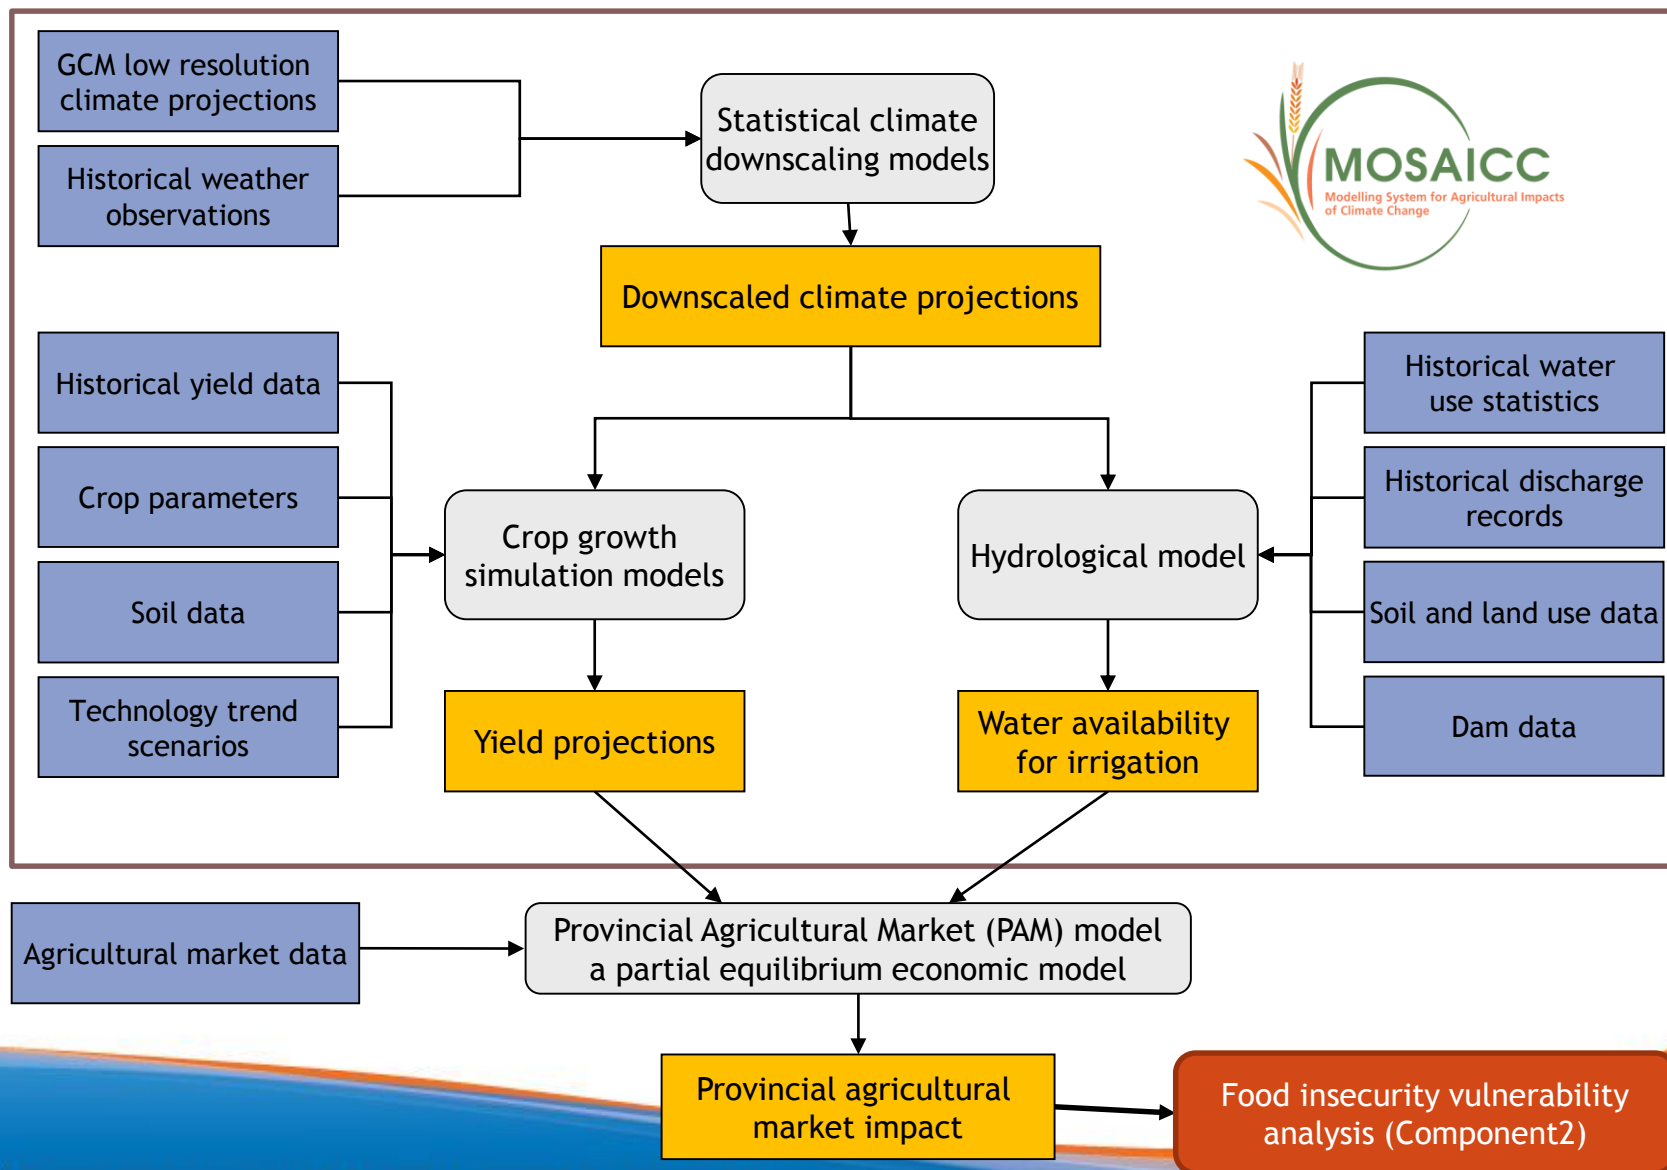 GCM low resolution
climate projections
Historical weather
observations
Statistical climate
downscaling models
MOSAICC
Modelling System for Agricultural Impacts
of Climate Change
Downscaled climate projections
Historical yield data
Crop parameters
Soil data
Technology trend
scenarios
Crop growth
simulation models
Hydrological model
Historical water
use statistics
Historical discharge
records
Soil and land use data
Dam data
Yield projections
Water availability
for irrigation
Agricultural market data
Provincial Agricultural Market (PAM) model
a partial equilibrium economic model
Provincial agricultural
market impact
Food insecurity vulnerability
analysis (Component2)